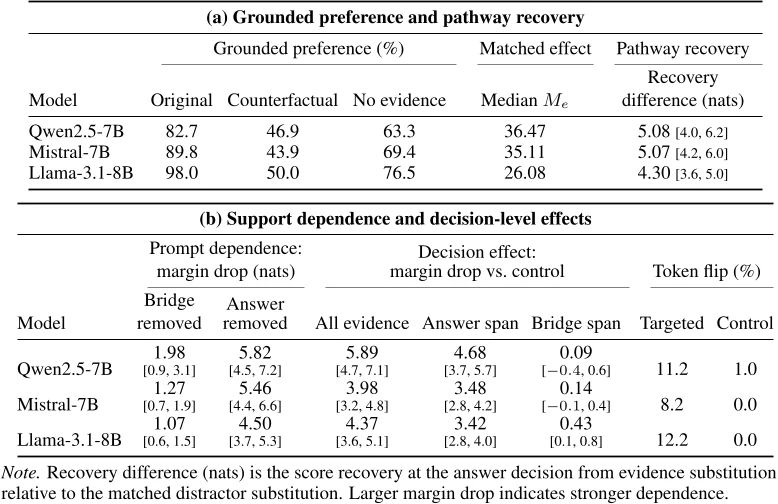 (a) Grounded preference and pathway recovery
Grounded preference (%) Matched effect Pathway recovery
Recovery
Model Original Counterfactual No evidence Median Mₑ difference (nats)
Qwen2.5-7B 82.7 46.9 63.3 36.47 5.08 [4.0, 6.2]
Mistral-7B 89.8 43.9 69.4 35.11 5.07 [4.2, 6.0]
Llama-3.1-8B 98.0 50.0 76.5 26.08 4.30 [3.6, 5.0]
(b) Support dependence and decision-level effects
Prompt dependence: Decision effect:
margin drop (nats) margin drop vs. control Token flip (%)
Bridge Answer
Model removed removed All evidence Answer span Bridge span Targeted Control
1.98 5.82 5.89 4.68 0.09
Qwen2.5-7B [0.9, 3.1] [4.5, 7.2] [4.7, 7.1] [3.7, 5.7] [−0.4, 0.6] 11.2 1.0
1.27 5.46 3.98 3.48 0.14
Mistral-7B [0.7, 1.9] [4.4, 6.6] [3.2, 4.8] [2.8, 4.2] [−0.1, 0.4] 8.2 0.0
1.07 4.50 4.37 3.42 0.43
Llama-3.1-8B [0.6, 1.5] [3.7, 5.3] [3.6, 5.1] [2.8, 4.0] [0.1, 0.8] 12.2 0.0
Note. Recovery difference (nats) is the score recovery at the answer decision from evidence substitution
relative to the matched distractor substitution. Larger margin drop indicates stronger dependence.